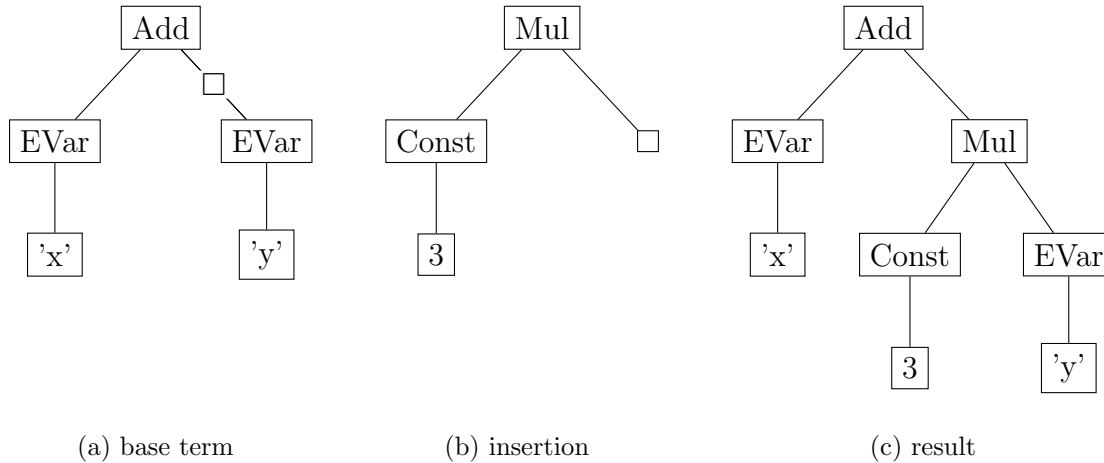 Add
EVar
EVar
'x'
'y'
(a) base term
Mul
Const
3
(b) insertion
Add
EVar
Mul
'x'
Const
EVar
3
'y'
(c) result